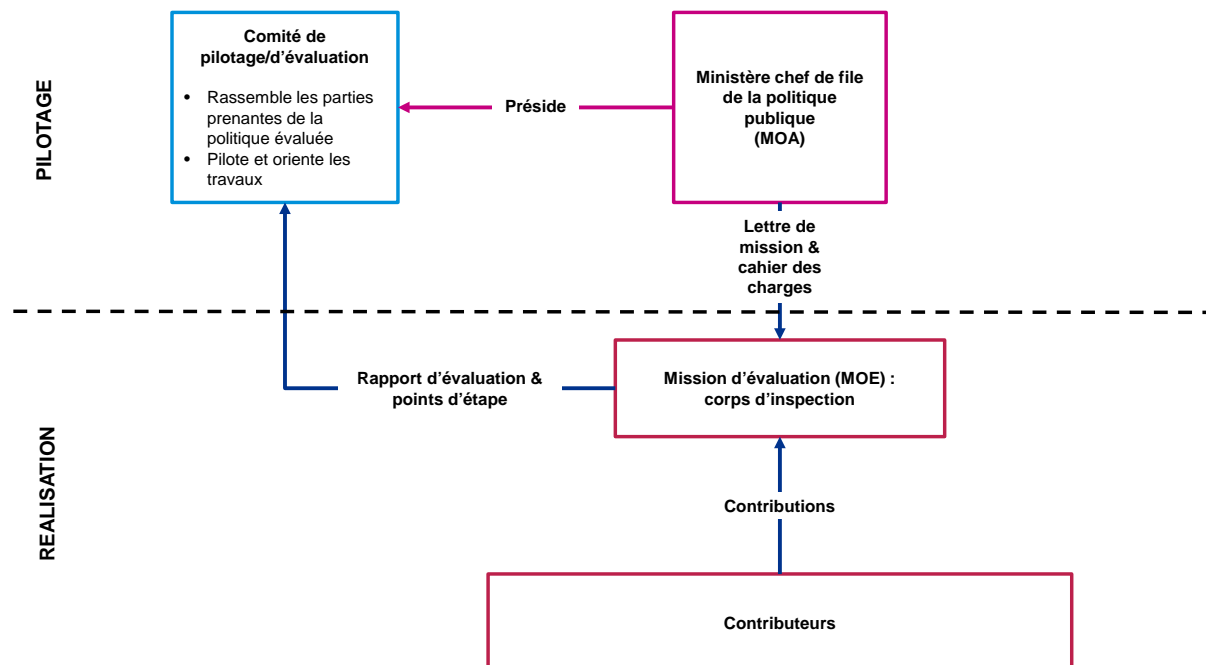 PILOTAGE
Comité de
pilotage/d’évaluation
• Rassemble les parties
prenantes de la
politique évaluée
• Pilote et oriente les
travaux
Préside
Ministère chef de file
de la politique
publique
(MOA)
Lettre de
mission &
cahier des
charges
REALISATION
Rapport d’évaluation &
points d’étape
Mission d’évaluation (MOE) :
corps d’inspection
Contributions
Contributeurs